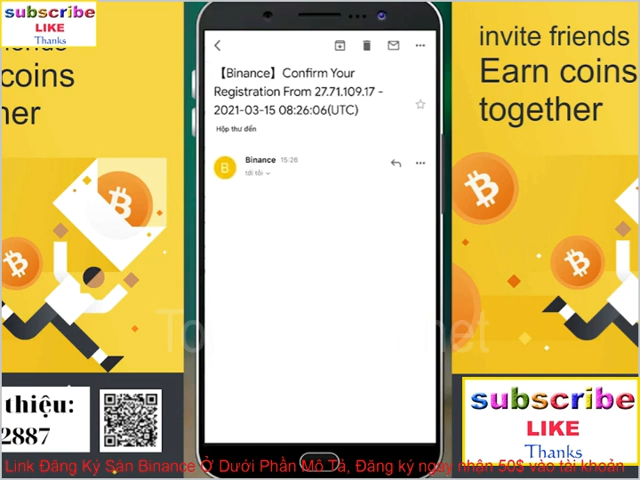 subscribe
LIKE
Thanks
coins
her
【Binance】Confirm Your
Registration From 27.71.109.17 -
2021-03-15 08:26:06(UTC)
Hộp thư đến
B
Binance 15:26
tới tôi
invite friends
Earn coins
together
thiệu:
2887
subscribe
LIKE
Thanks
Link Đăng Ký Sàn Binance Ở Dưới Phần Mô Tả, Đăng ký ngay nhận 50$ vào tài khoản